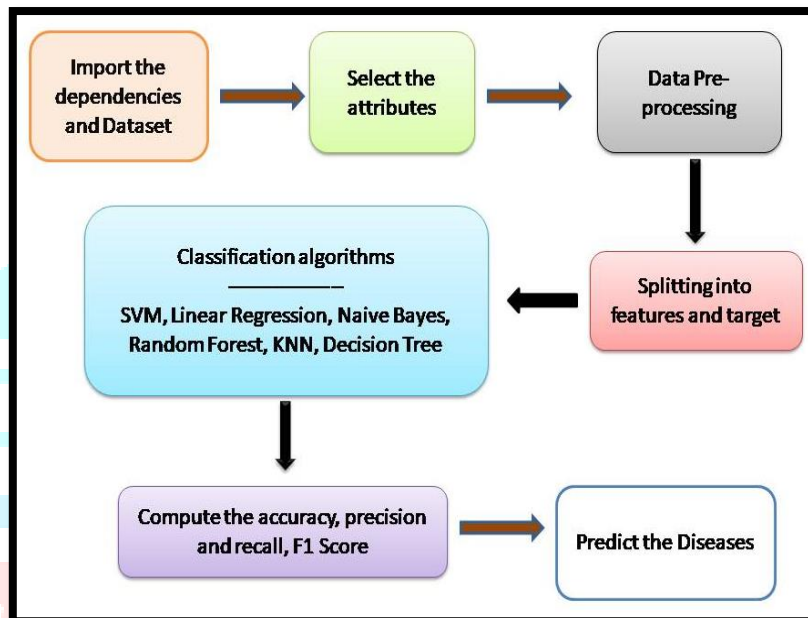 Import the
dependencies
and Dataset
Select the
attributes
Data Pre-
processing
Splitting into
features and target
Classification algorithms
SVM, Linear Regression, Naive Bayes,
Random Forest, KNN, Decision Tree
Compute the accuracy, precision
and recall, F1 Score
Predict the Diseases